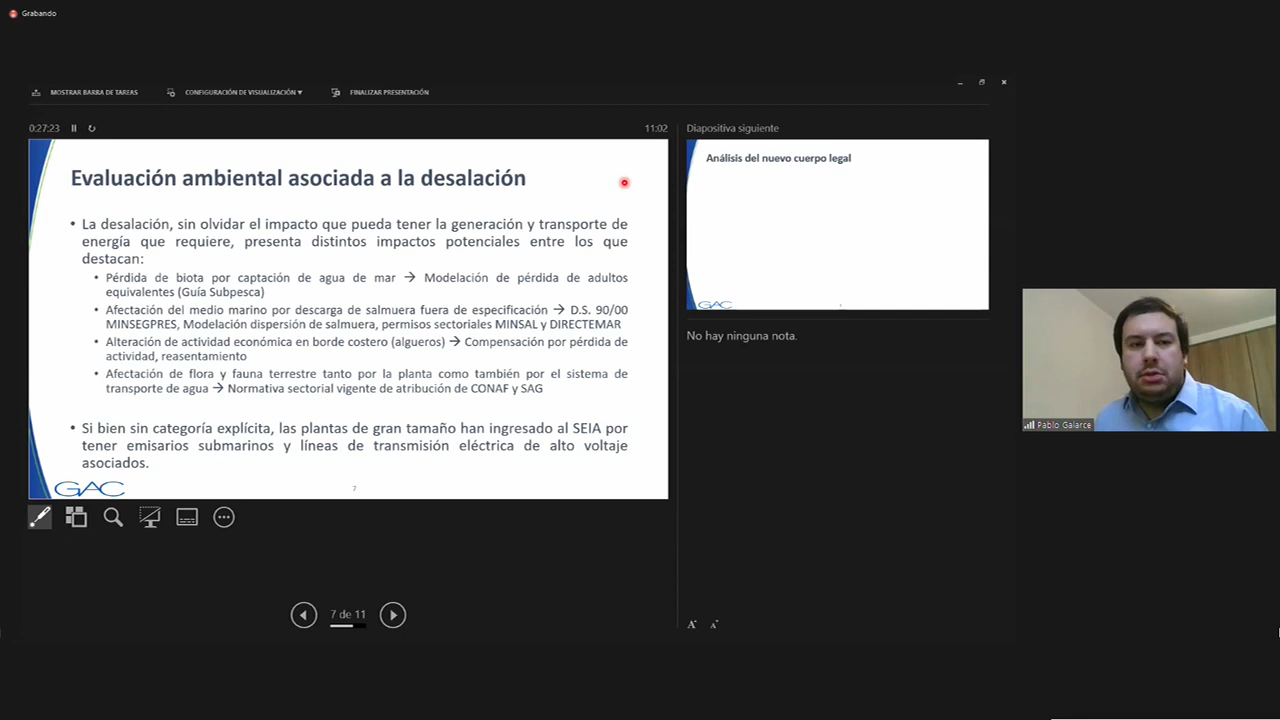 Grabando
MOSTRAR BARRA DE TAREAS
CONFIGURACIÓN DE VISUALIZACIÓN ▼
FINALIZAR PRESENTACIÓN
0:27:23
11:02
Diapositiva siguiente
Evaluación ambiental asociada a la desalación
• La desalación, sin olvidar el impacto que pueda tener la generación y transporte de
energía que requiere, presenta distintos impactos potenciales entre los que
destacan:
• Pérdida de biota por captación de agua de mar → Modelación de pérdida de adultos
equivalentes (Guía Subpesca)
• Afectación del medio marino por descarga de salmuera fuera de especificación → D.S. 90/00
MINSEGPRES, Modelación dispersión de salmuera, permisos sectoriales MINSAL y DIRECTEMAR
• Alteración de actividad económica en borde costero (algueros) → Compensación por pérdida de
actividad, reasentamiento
• Afectación de flora y fauna terrestre tanto por la planta como también por el sistema de
transporte de agua → Normativa sectorial vigente de atribución de CONAF y SAG
• Si bien sin categoría explícita, las plantas de gran tamaño han ingresado al SEIA por
tener emisarios submarinos y líneas de transmisión eléctrica de alto voltaje
asociados.
GAC
7
Análisis del nuevo cuerpo legal
GAC
No hay ninguna nota.
Pablo Galarce
7 de 11
A A